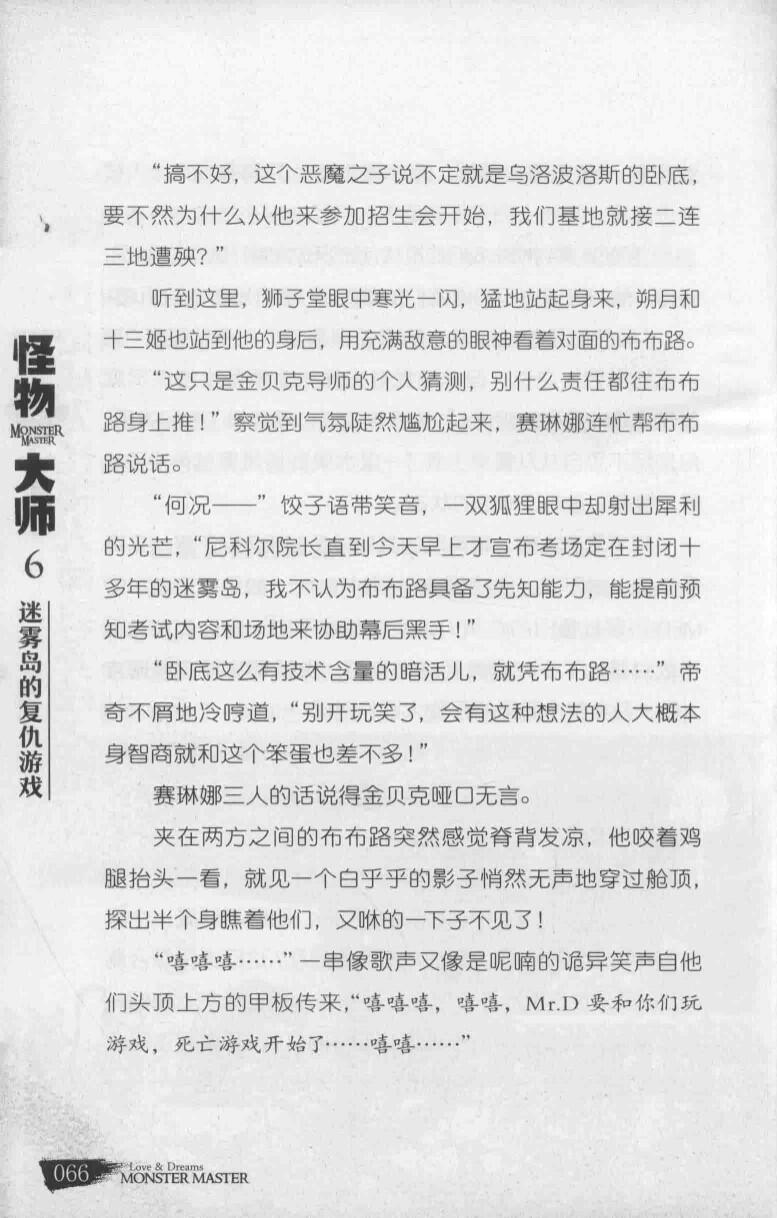 “搞不好，这个恶魔之子说不定就是乌洛波洛斯的卧底，
要不然为什么从他来参加招生会开始，我们基地就接二连
三地遭殃？”
听到这里，狮子堂眼中寒光一闪，猛地站起身来，朔月和
十三姬也站到他的身后，用充满敌意的眼神看着对面的布布路。
“这只是金贝克导师的个人猜测，别什么责任都往布布
路身上推！”察觉到气氛陡然尴尬起来，赛琳娜连忙帮布布
路说话。
“何况——”饺子语带笑音，一双狐狸眼中却射出犀利
的光芒，“尼科尔院长直到今天早上才宣布考场定在封闭十
多年的迷雾岛，我不认为布布路具备了先知能力，能提前预
知考试内容和场地来协助幕后黑手！”
“卧底这么有技术含量的暗活儿，就凭布布路……”帝
奇不屑地冷哼道，“别开玩笑了，会有这种想法的人大概本
身智商就和这个笨蛋也差不多！”
赛琳娜三人的话说得金贝克哑口无言。
夹在两方之间的布布路突然感觉脊背发凉，他咬着鸡
腿抬头一看，就见一个白乎乎的影子悄然无声地穿过舱顶，
探出半个身瞧着他们，又咻的一下子不见了！
“嘻嘻嘻……”一串像歌声又像是呢喃的诡异笑声自他
们头顶上方的甲板传来，“嘻嘻嘻，嘻嘻，Mr.D 要和你们玩
游戏，死亡游戏开始了……嘻嘻……”
怪物
MONSTER
MASTER
大师
6
迷雾岛的复仇游戏
066
Love & Dreams
MONSTER MASTER